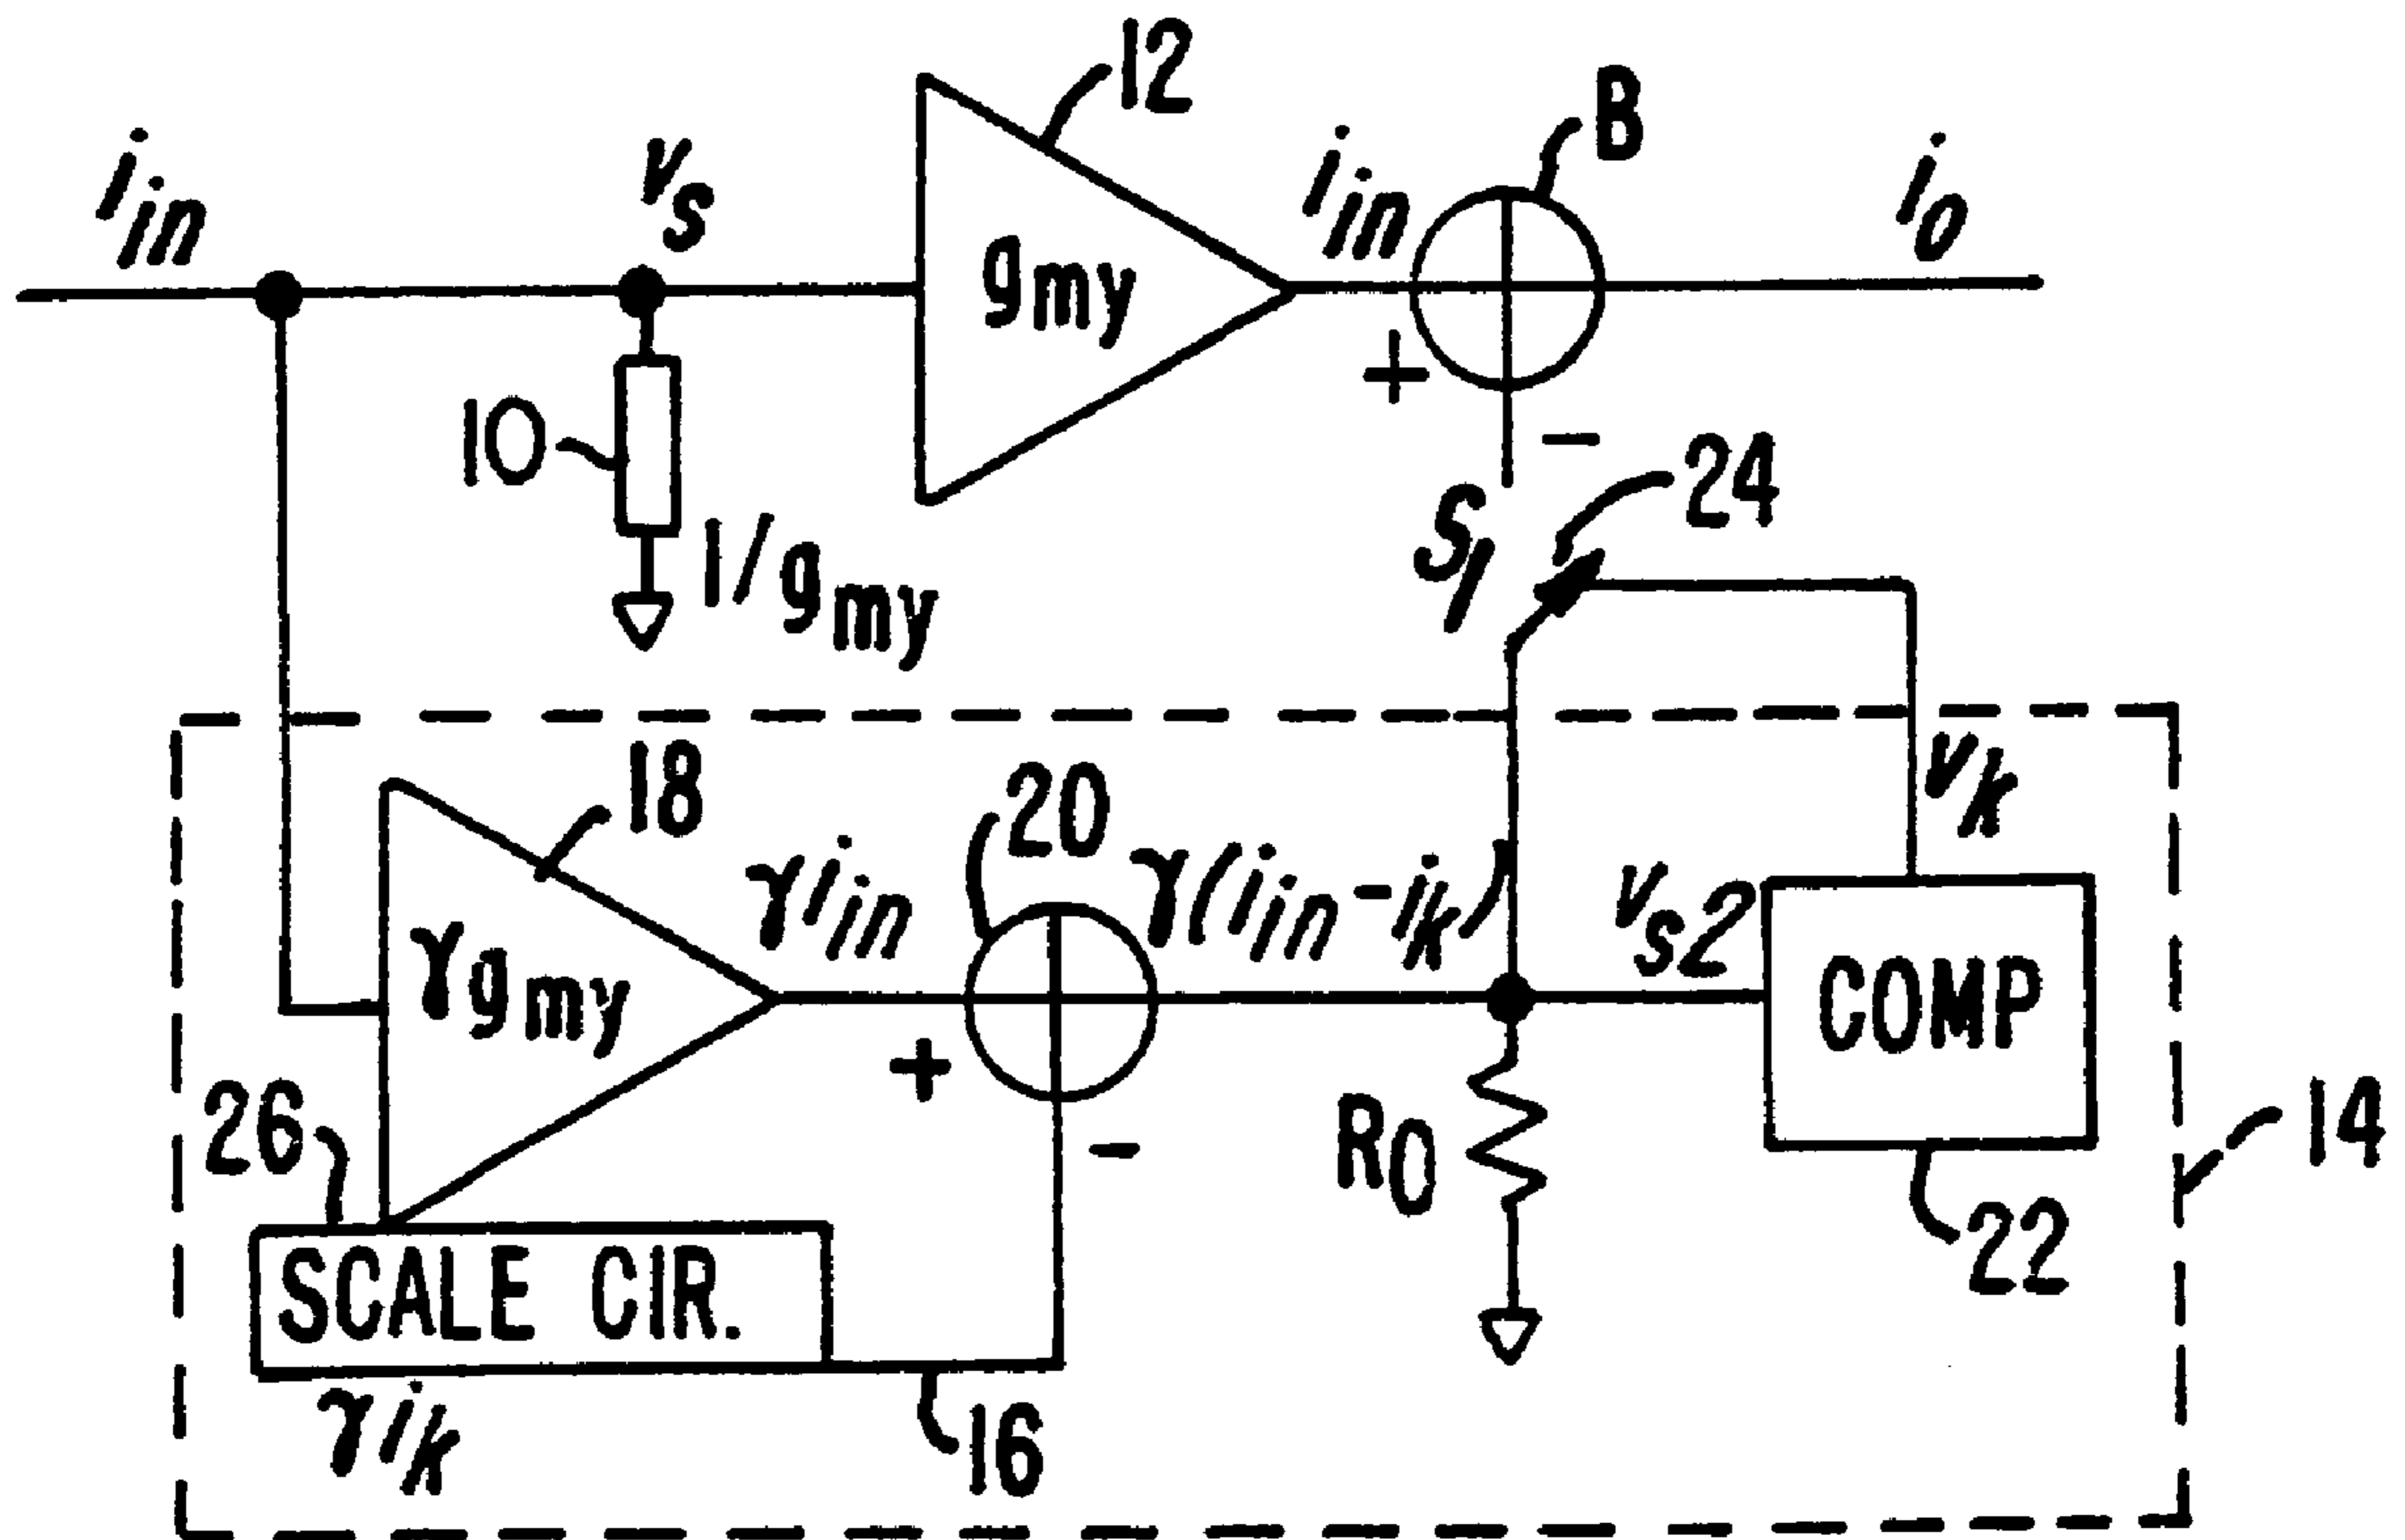 12
B
i_in
v_s
i_in
i_o
g_my
+
10
-
24
S_1
1/g_my
v_k
18
20
γi_in
γ(i_in-i_k)
v_s2
γg_my
COMP
+
26
R_O
14
-
22
SCALE CIR.
γi_k
16